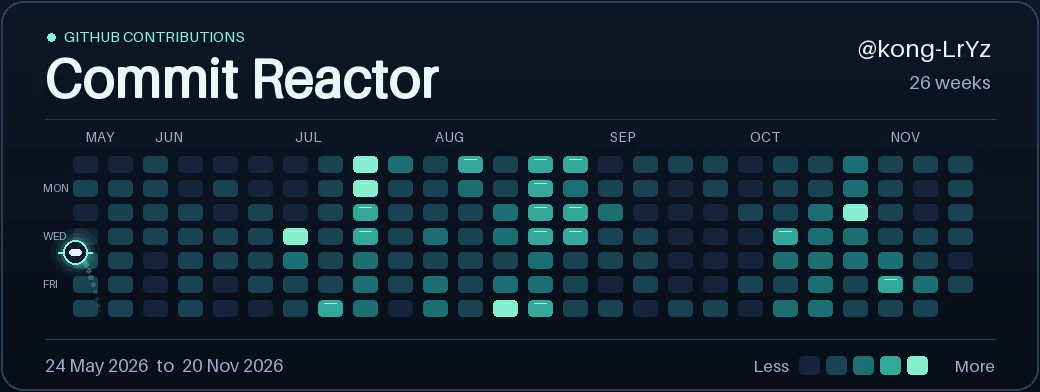 GITHUB CONTRIBUTIONS
Commit Reactor
@kong-LrYz
26 weeks
MAY JUN JUL AUG SEP OCT NOV
MON
WED
FRI
24 May 2026 to 20 Nov 2026
Less More